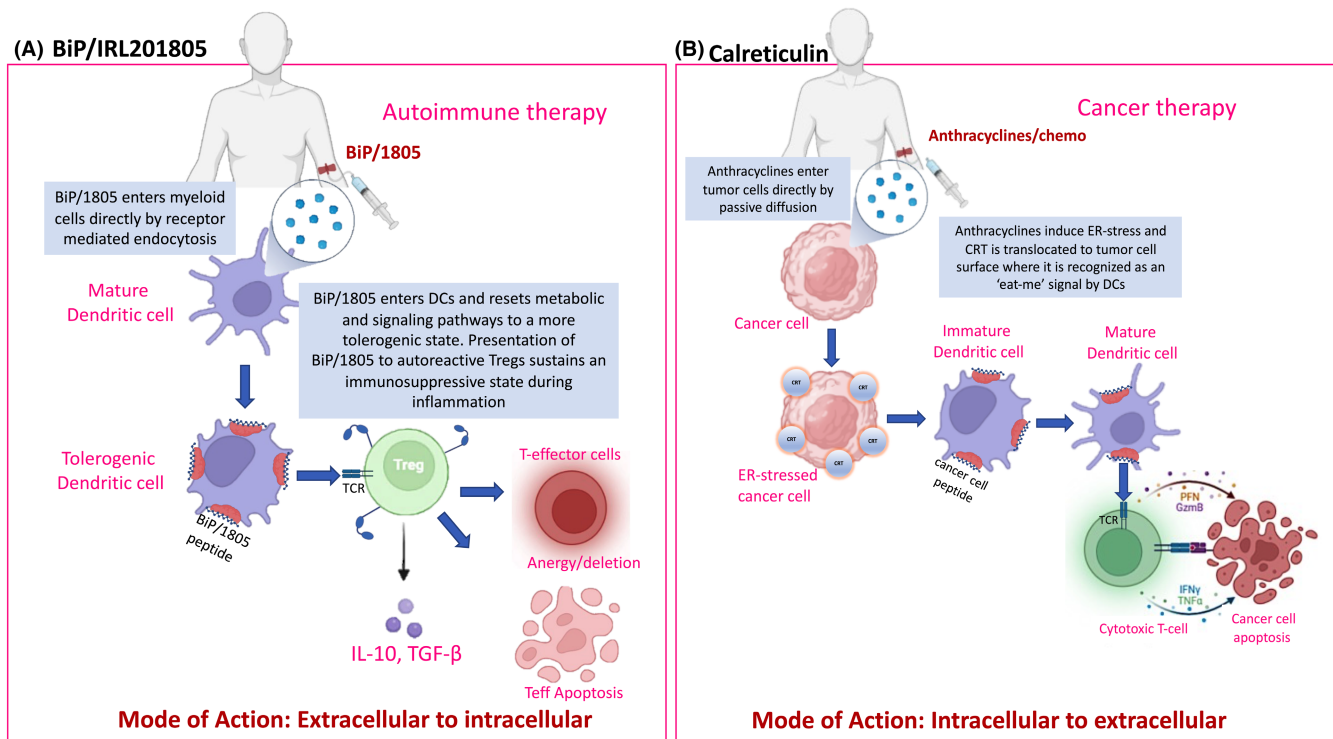 (A) BiP/IRL201805
Autoimmune therapy
BiP/1805
BiP/1805 enters myeloid
cells directly by receptor
mediated endocytosis
Mature
Dendritic cell
BiP/1805 enters DCs and resets metabolic
and signaling pathways to a more
tolerogenic state. Presentation of
BiP/1805 to autoreactive Tregs sustains an
immunosuppressive state during
inflammation
Tolerogenic
Dendritic cell
BiP/1805
peptide
TCR
Treg
T-effector cells
Anergy/deletion
IL-10, TGF-β
Teff Apoptosis
Mode of Action: Extracellular to intracellular
(B) Calreticulin
Cancer therapy
Anthracyclines/chemo
Anthracyclines enter
tumor cells directly by
passive diffusion
Anthracyclines induce ER-stress and
CRT is translocated to tumor cell
surface where it is recognized as an
‘eat-me’ signal by DCs
Cancer cell
CRT
CRT
CRT
CRT
CRT
ER-stressed
cancer cell
Immature
Dendritic cell
cancer cell
peptide
Mature
Dendritic cell
TCR
PFN
GzmB
IFNγ
TNFα
Cytotoxic T-cell
Cancer cell
apoptosis
Mode of Action: Intracellular to extracellular